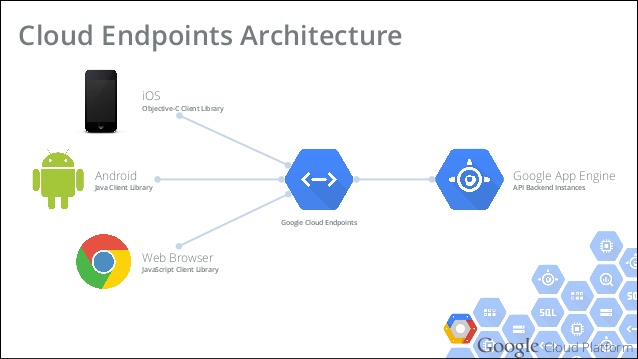 Cloud Endpoints Architecture
iOS
Objective-C Client Library
Android
Java Client Library
Google Cloud Endpoints
Google App Engine
API Backend Instances
Web Browser
JavaScript Client Library
SQL
SQL
Google Cloud Platform